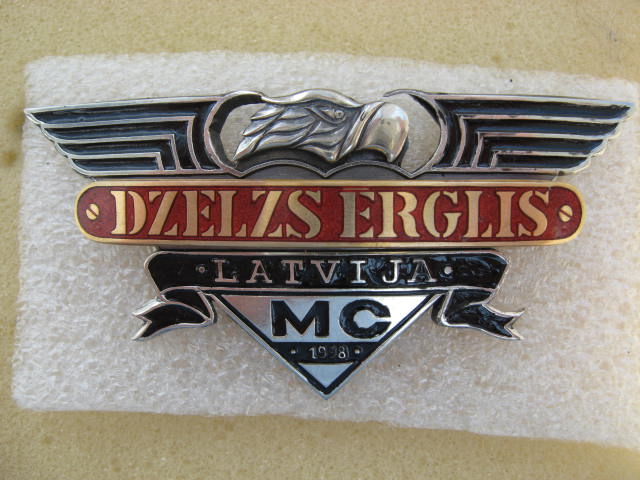 DZELZS ERGLIS
· LATVIJA ·
MC
· 1998 ·